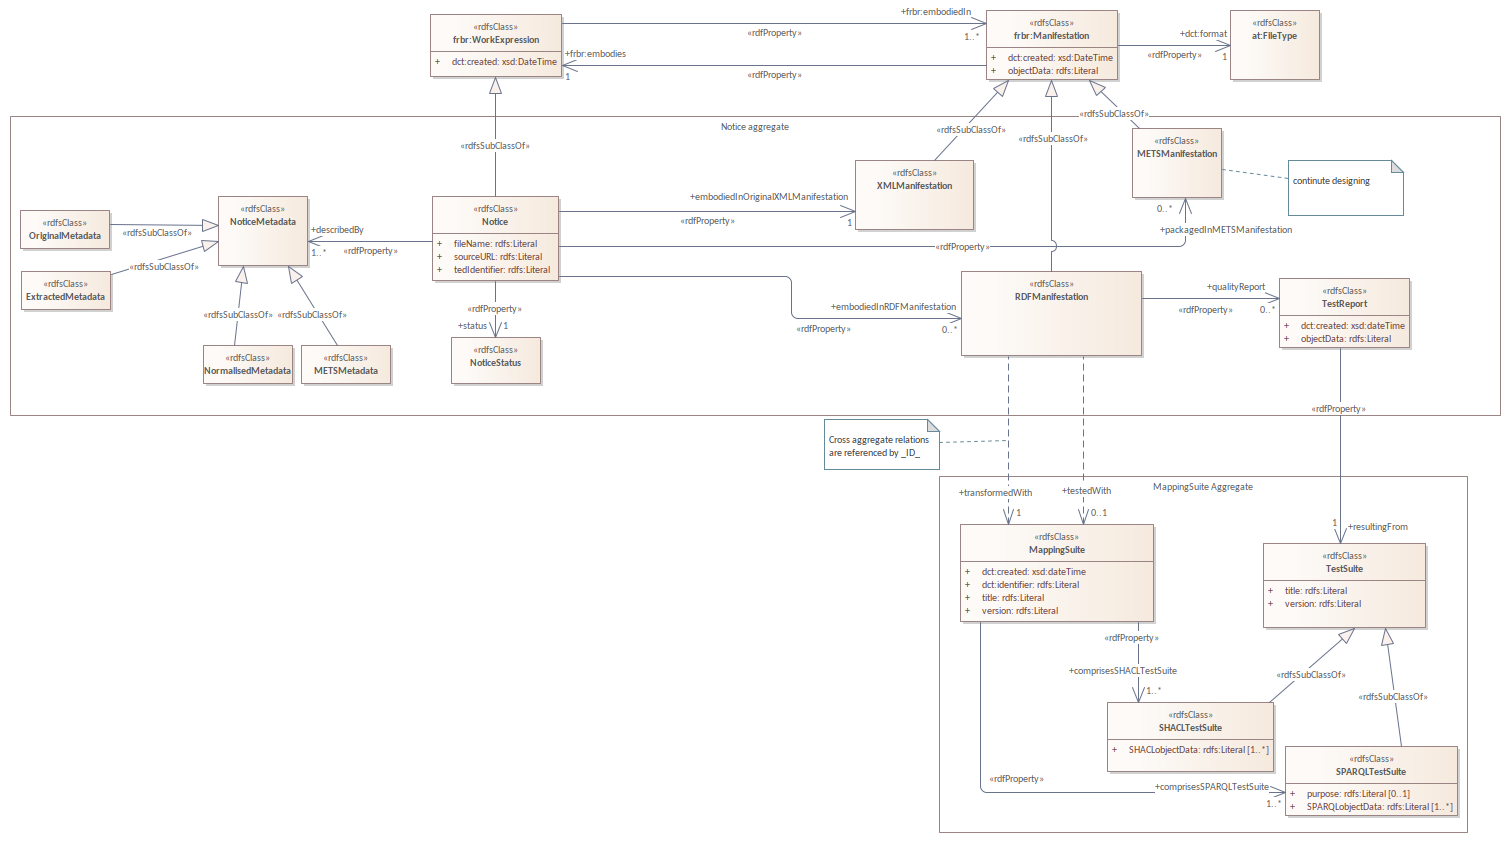 «rdfsClass»
frbr:WorkExpression
+ dct:created: xsd:DateTime
+frbr:embodiedIn
1..*
«rdfProperty»
+frbr:embodies
1
«rdfProperty»
«rdfsClass»
frbr:Manifestation
+ dct:created: xsd:DateTime
+ objectData: rdfs:Literal
+dct:format
«rdfProperty»
1
«rdfsClass»
at:FileType
Notice aggregate
«rdfsSubClassOf»
«rdfsSubClassOf»
«rdfsSubClassOf»
«rdfsSubClassOf»
«rdfsClass»
METSManifestation
continute designing
«rdfsClass»
XMLManifestation
+embodiedInOriginalXMLManifestation
«rdfProperty»
1
0..*
+packagedInMETSManifestation
«rdfProperty»
«rdfsClass»
OriginalMetadata
«rdfsSubClassOf»
«rdfsClass»
NoticeMetadata
+describedBy
1..*
«rdfProperty»
«rdfsClass»
Notice
+ fileName: rdfs:Literal
+ sourceURL: rdfs:Literal
+ tedIdentifier: rdfs:Literal
«rdfsClass»
ExtractedMetadata
«rdfsSubClassOf»
«rdfsSubClassOf»
«rdfsSubClassOf»
«rdfsClass»
NormalisedMetadata
«rdfsClass»
METSMetadata
«rdfProperty»
+status
1
«rdfsClass»
NoticeStatus
+embodiedInRDFManifestation
«rdfProperty»
0..*
«rdfsClass»
RDFManifestation
+qualityReport
«rdfProperty»
0..*
«rdfsClass»
TestReport
+ dct:created: xsd:dateTime
+ objectData: rdfs:Literal
«rdfProperty»
Cross aggregate relations
are referenced by _ID_
MappingSuite Aggregate
+transformedWith
1
+testedWith
0..1
1
+resultingFrom
«rdfsClass»
MappingSuite
+ dct:created: xsd:dateTime
+ dct:identifier: rdfs:Literal
+ title: rdfs:Literal
+ version: rdfs:Literal
«rdfsClass»
TestSuite
+ title: rdfs:Literal
+ version: rdfs:Literal
«rdfProperty»
+comprisesSHACLTestSuite
1..*
«rdfsSubClassOf»
«rdfsSubClassOf»
«rdfsClass»
SHACLTestSuite
+ SHACLobjectData: rdfs:Literal [1..*]
«rdfProperty»
+comprisesSPARQLTestSuite
1..*
«rdfsClass»
SPARQLTestSuite
+ purpose: rdfs:Literal [0..1]
+ SPARQLobjectData: rdfs:Literal [1..*]